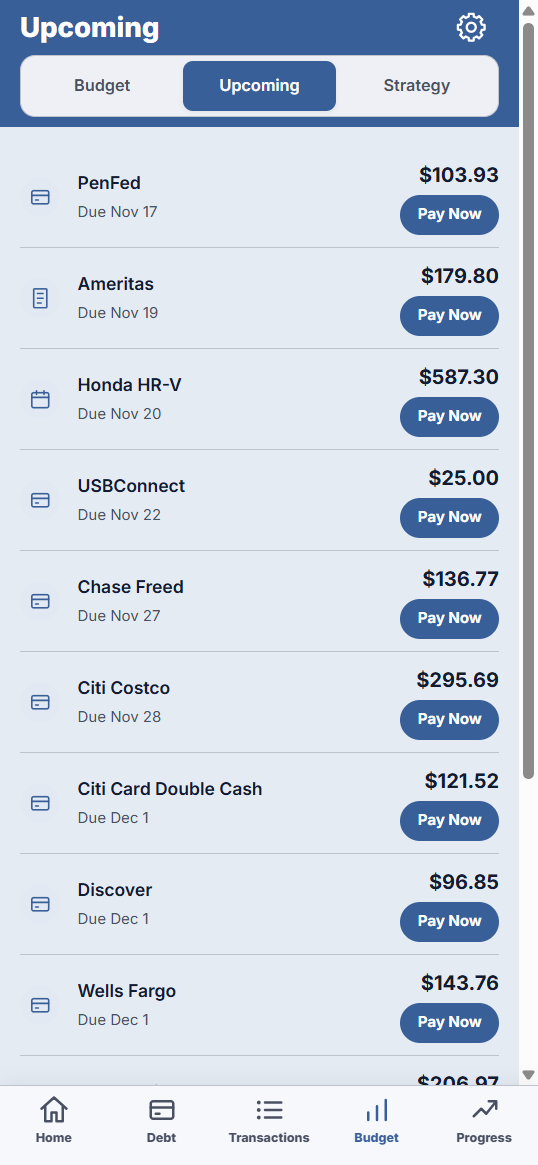 Upcoming
Budget
Upcoming
Strategy
PenFed
$103.93
Due Nov 17
Pay Now
Ameritas
$179.80
Due Nov 19
Pay Now
Honda HR-V
$587.30
Due Nov 20
Pay Now
USBConnect
$25.00
Due Nov 22
Pay Now
Chase Freed
$136.77
Due Nov 27
Pay Now
Citi Costco
$295.69
Due Nov 28
Pay Now
Citi Card Double Cash
$121.52
Due Dec 1
Pay Now
Discover
$96.85
Due Dec 1
Pay Now
Wells Fargo
$143.76
Due Dec 1
Pay Now
$206.97
Home
Debt
Transactions
Budget
Progress